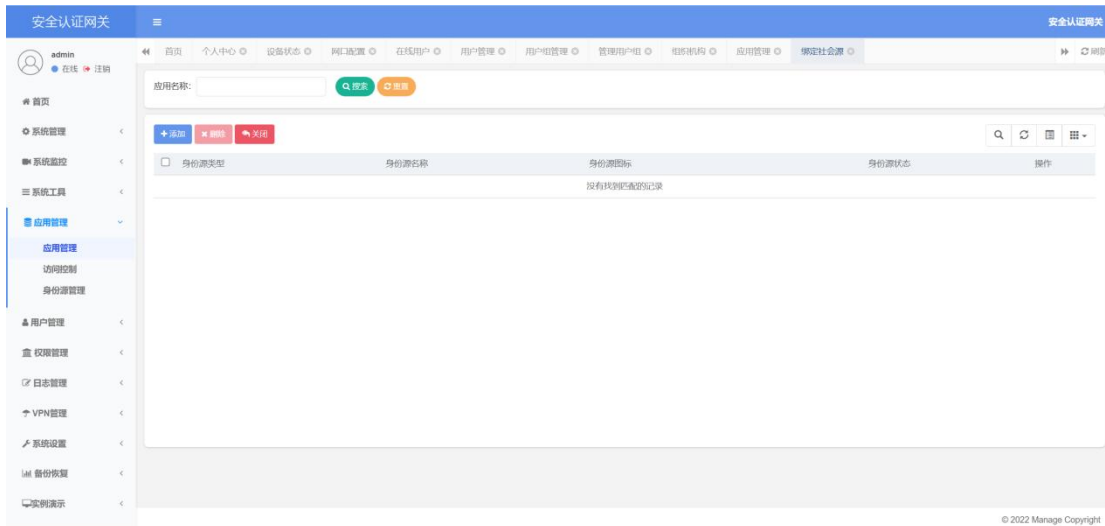 安全认证网关
安全认证网关
admin
在线 注销
首页 个人中心 设备状态 网口配置 在线用户 用户管理 用户组管理 管理用户组 组织机构 应用管理 绑定社会源
应用名称:
搜索 重置
首页
系统管理
系统监控
系统工具
应用管理
应用管理
访问控制
身份源管理
用户管理
权限管理
日志管理
VPN管理
系统设置
备份恢复
实例演示
添加 删除 关闭
身份源类型 身份源名称 身份源图标 身份源状态 操作
没有找到匹配的记录
© 2022 Manage Copyright